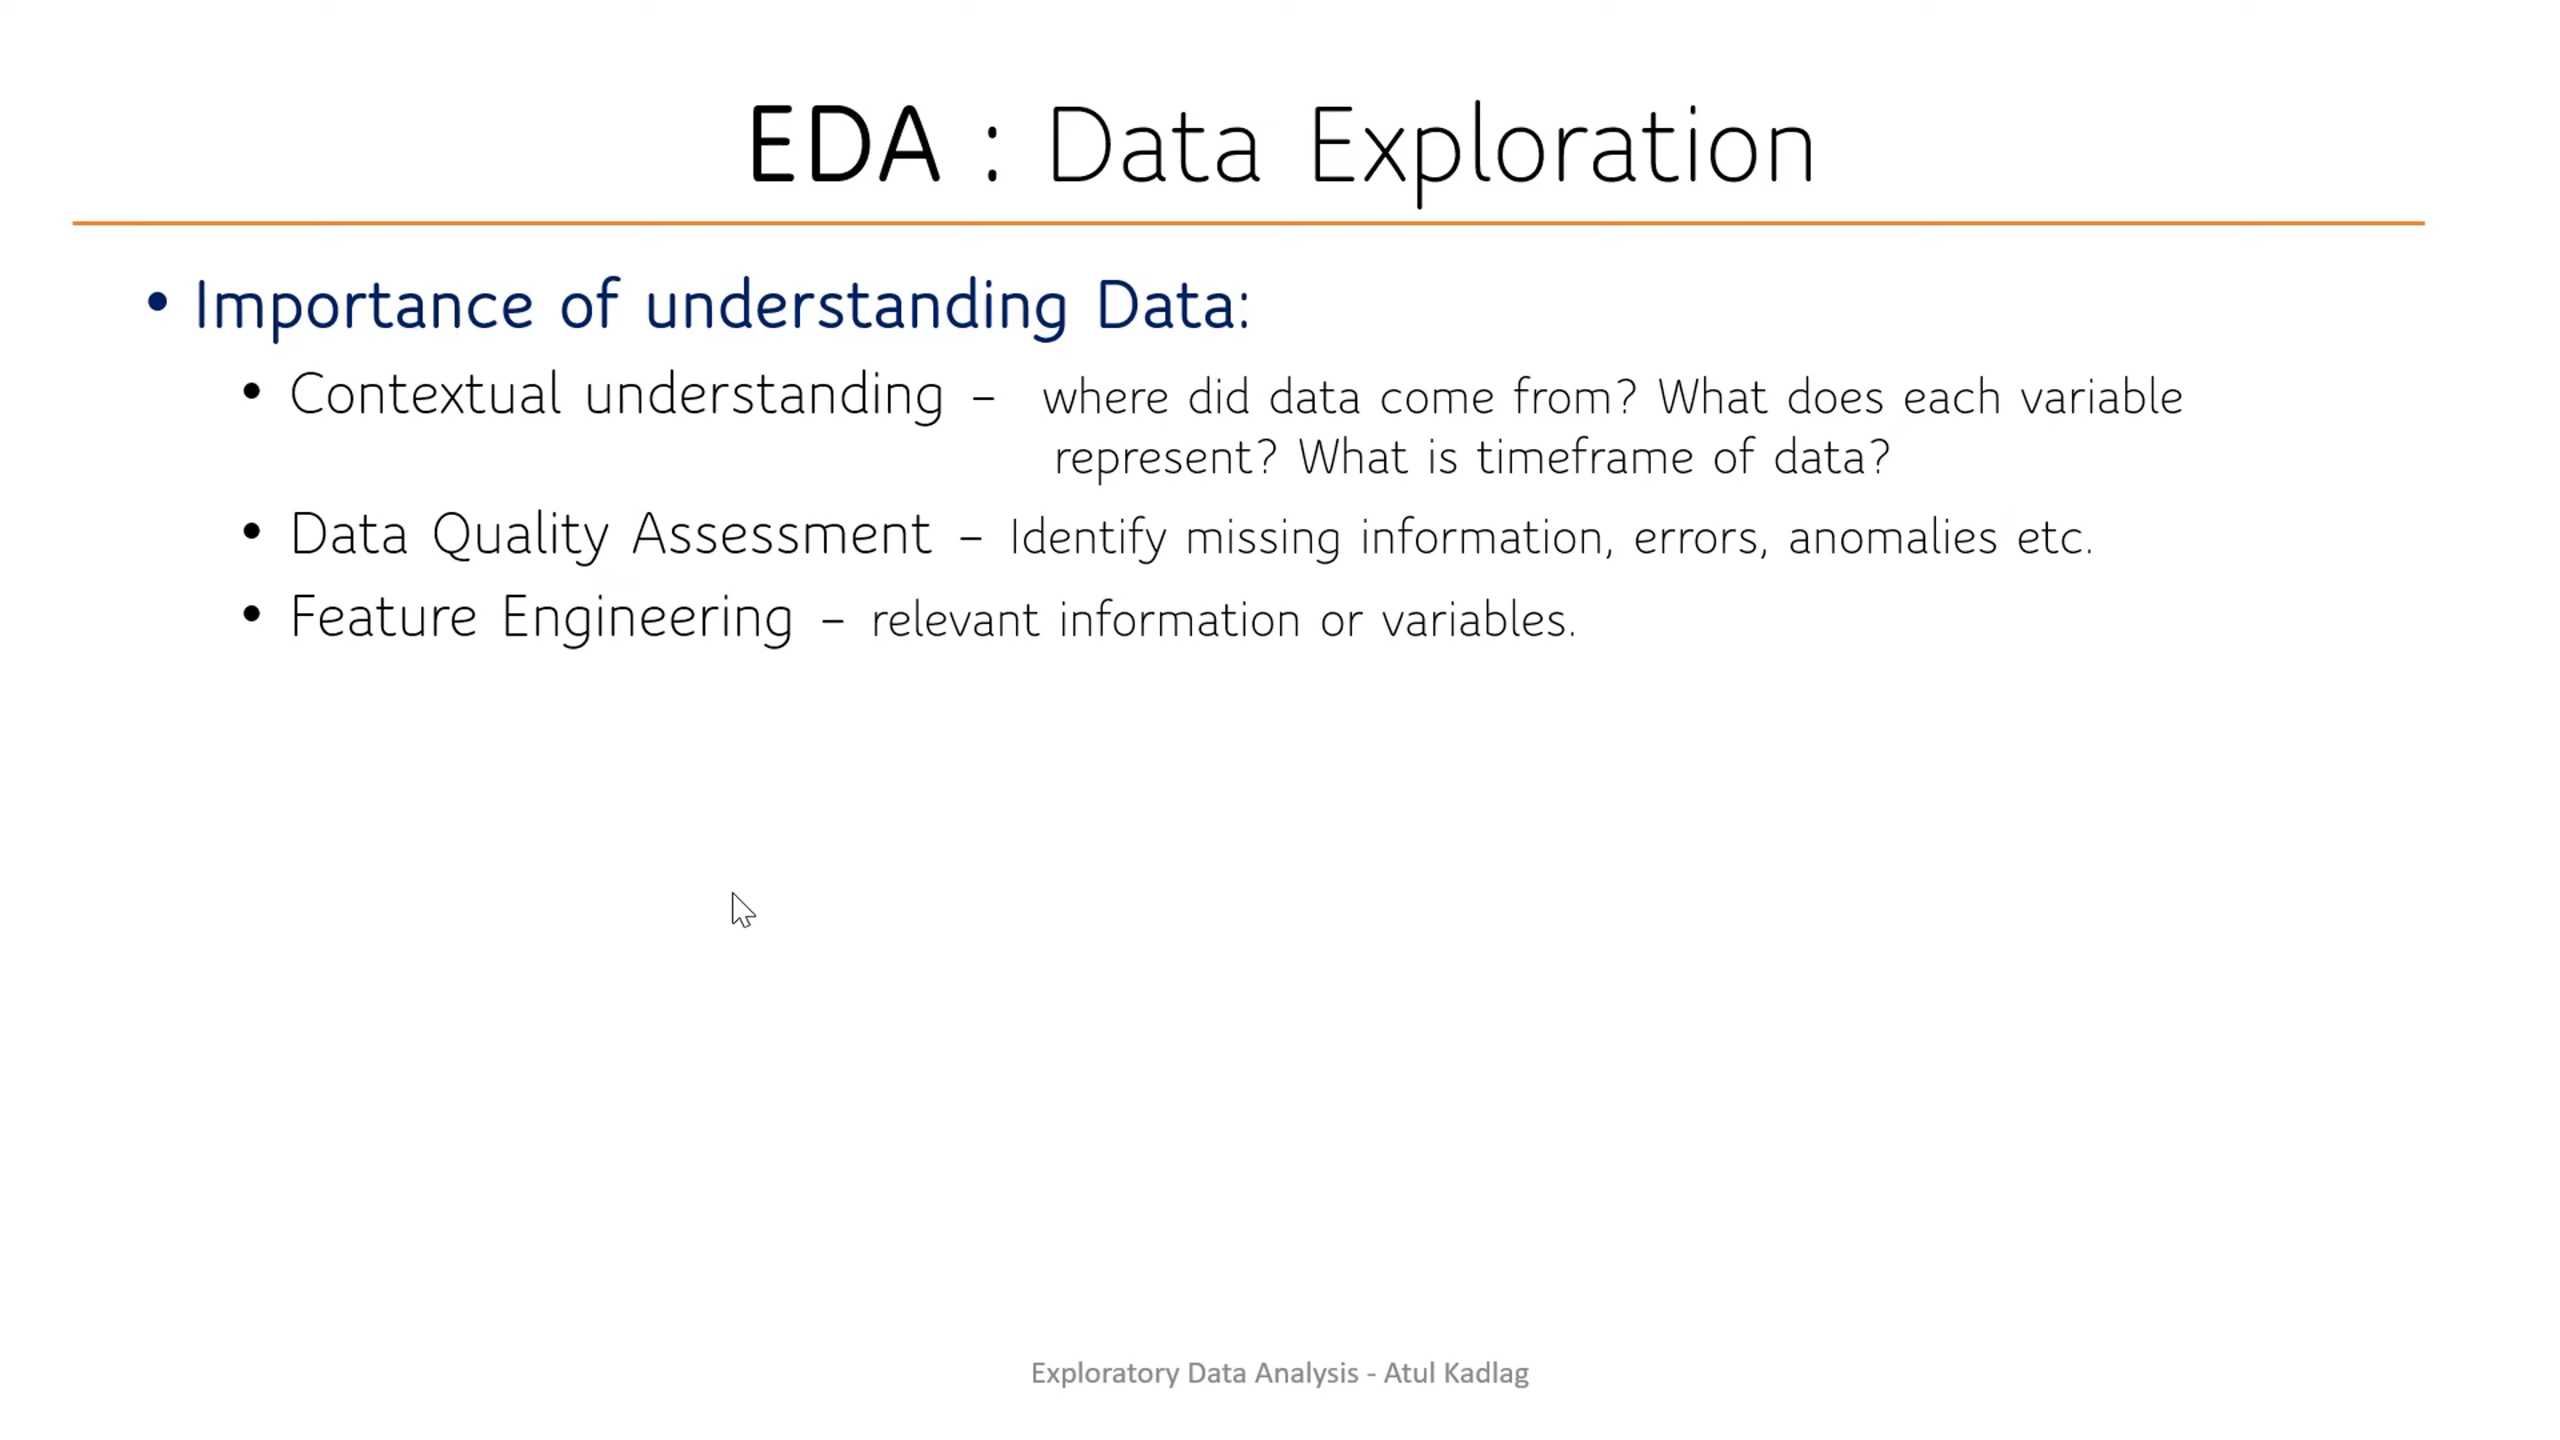 EDA : Data Exploration
• Importance of understanding Data:
• Contextual understanding – where did data come from? What does each variable
represent? What is timeframe of data?
• Data Quality Assessment – Identify missing information, errors, anomalies etc.
• Feature Engineering – relevant information or variables.
Exploratory Data Analysis - Atul Kadlag